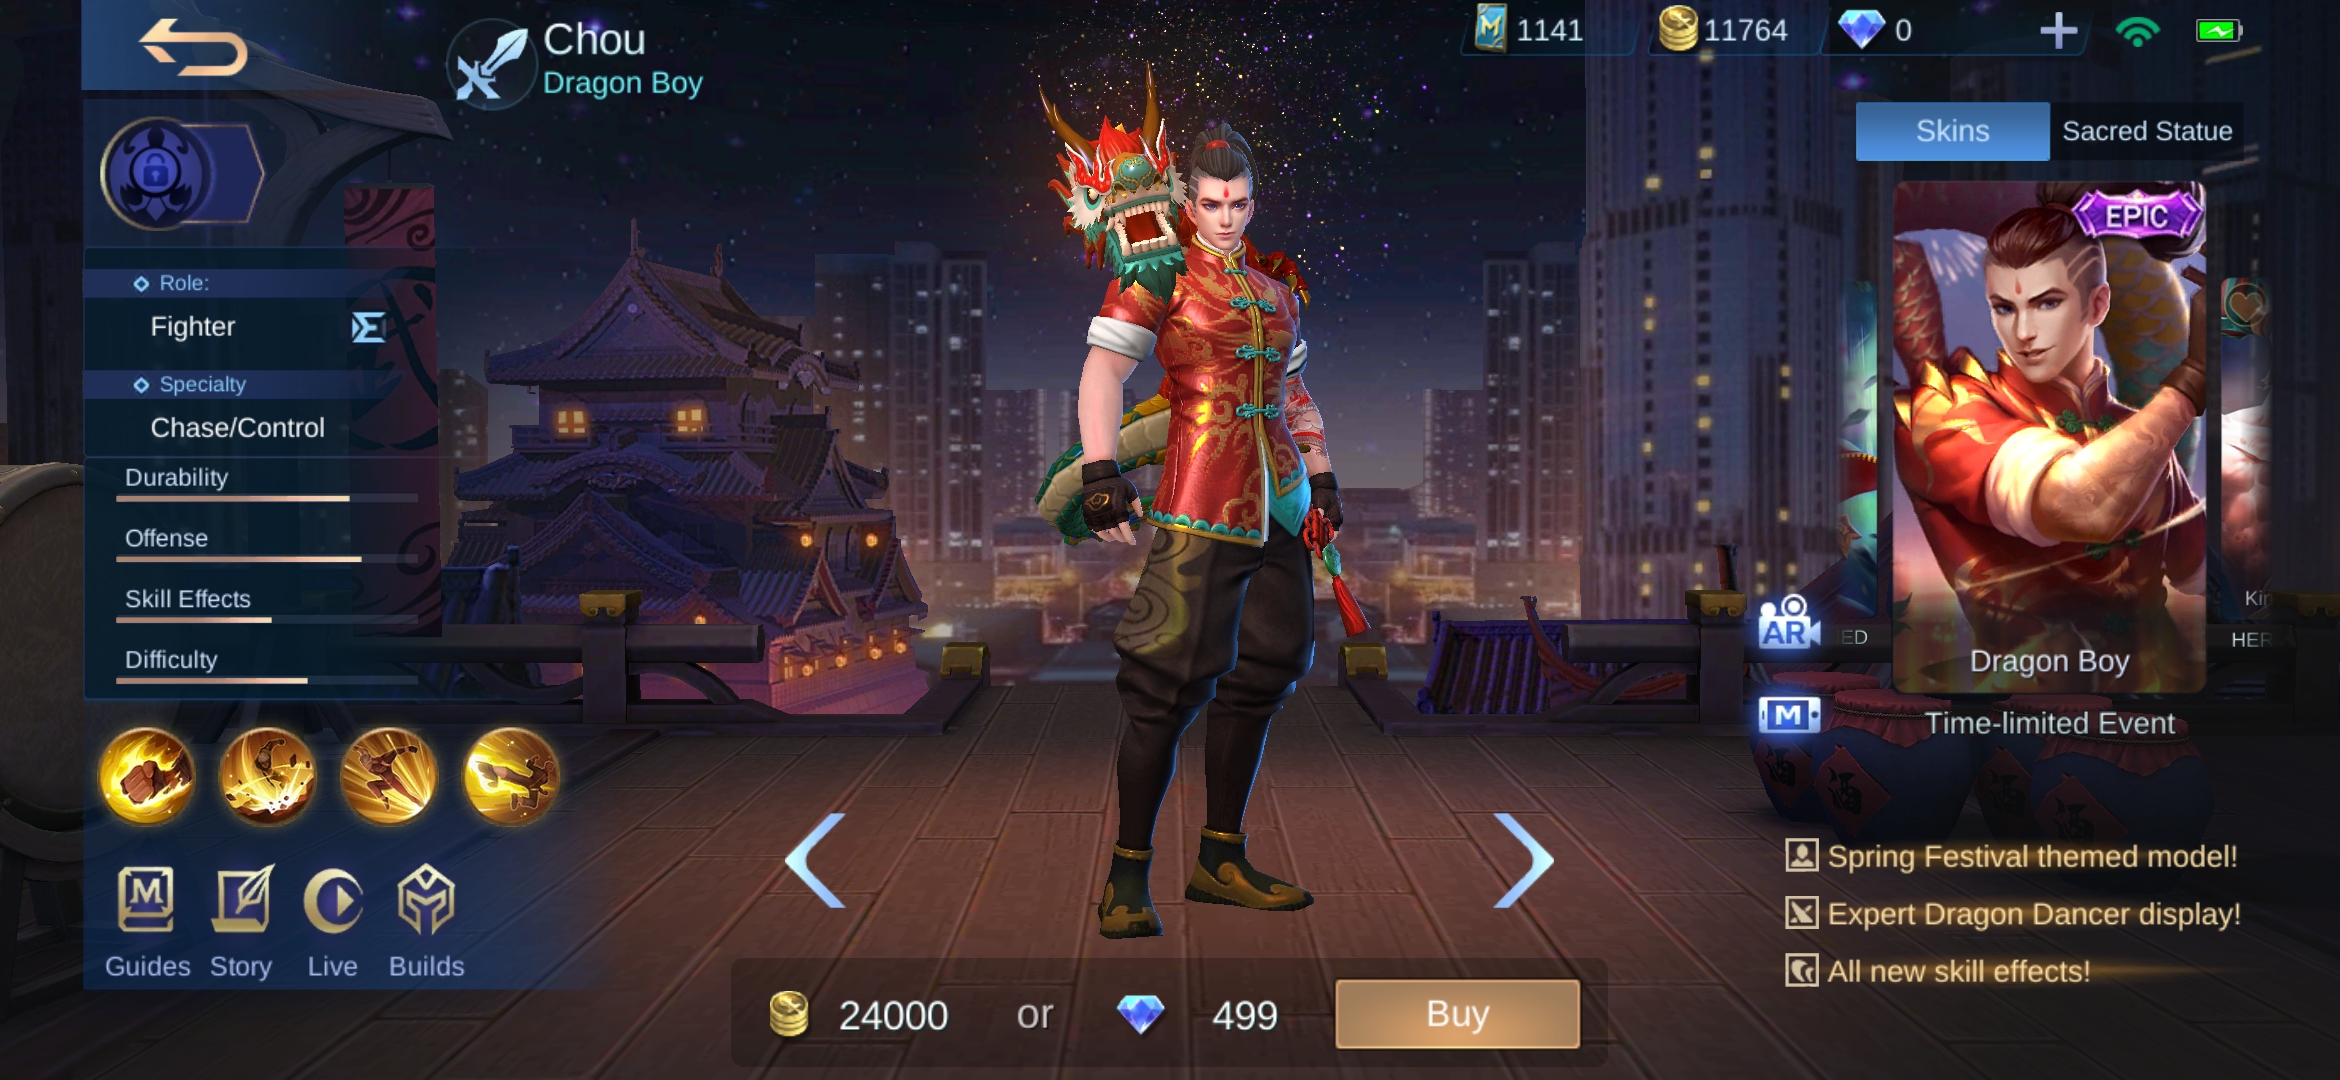 Chou
Dragon Boy
1141
11764
0
Skins
Sacred Statue
Role:
Fighter
Specialty
Chase/Control
Durability
Offense
Skill Effects
Difficulty
EPIC
Dragon Boy
Time-limited Event
AR
ED
HER
M
Spring Festival themed model!
Expert Dragon Dancer display!
All new skill effects!
M
Guides
Story
Live
Builds
24000 or 499
Buy